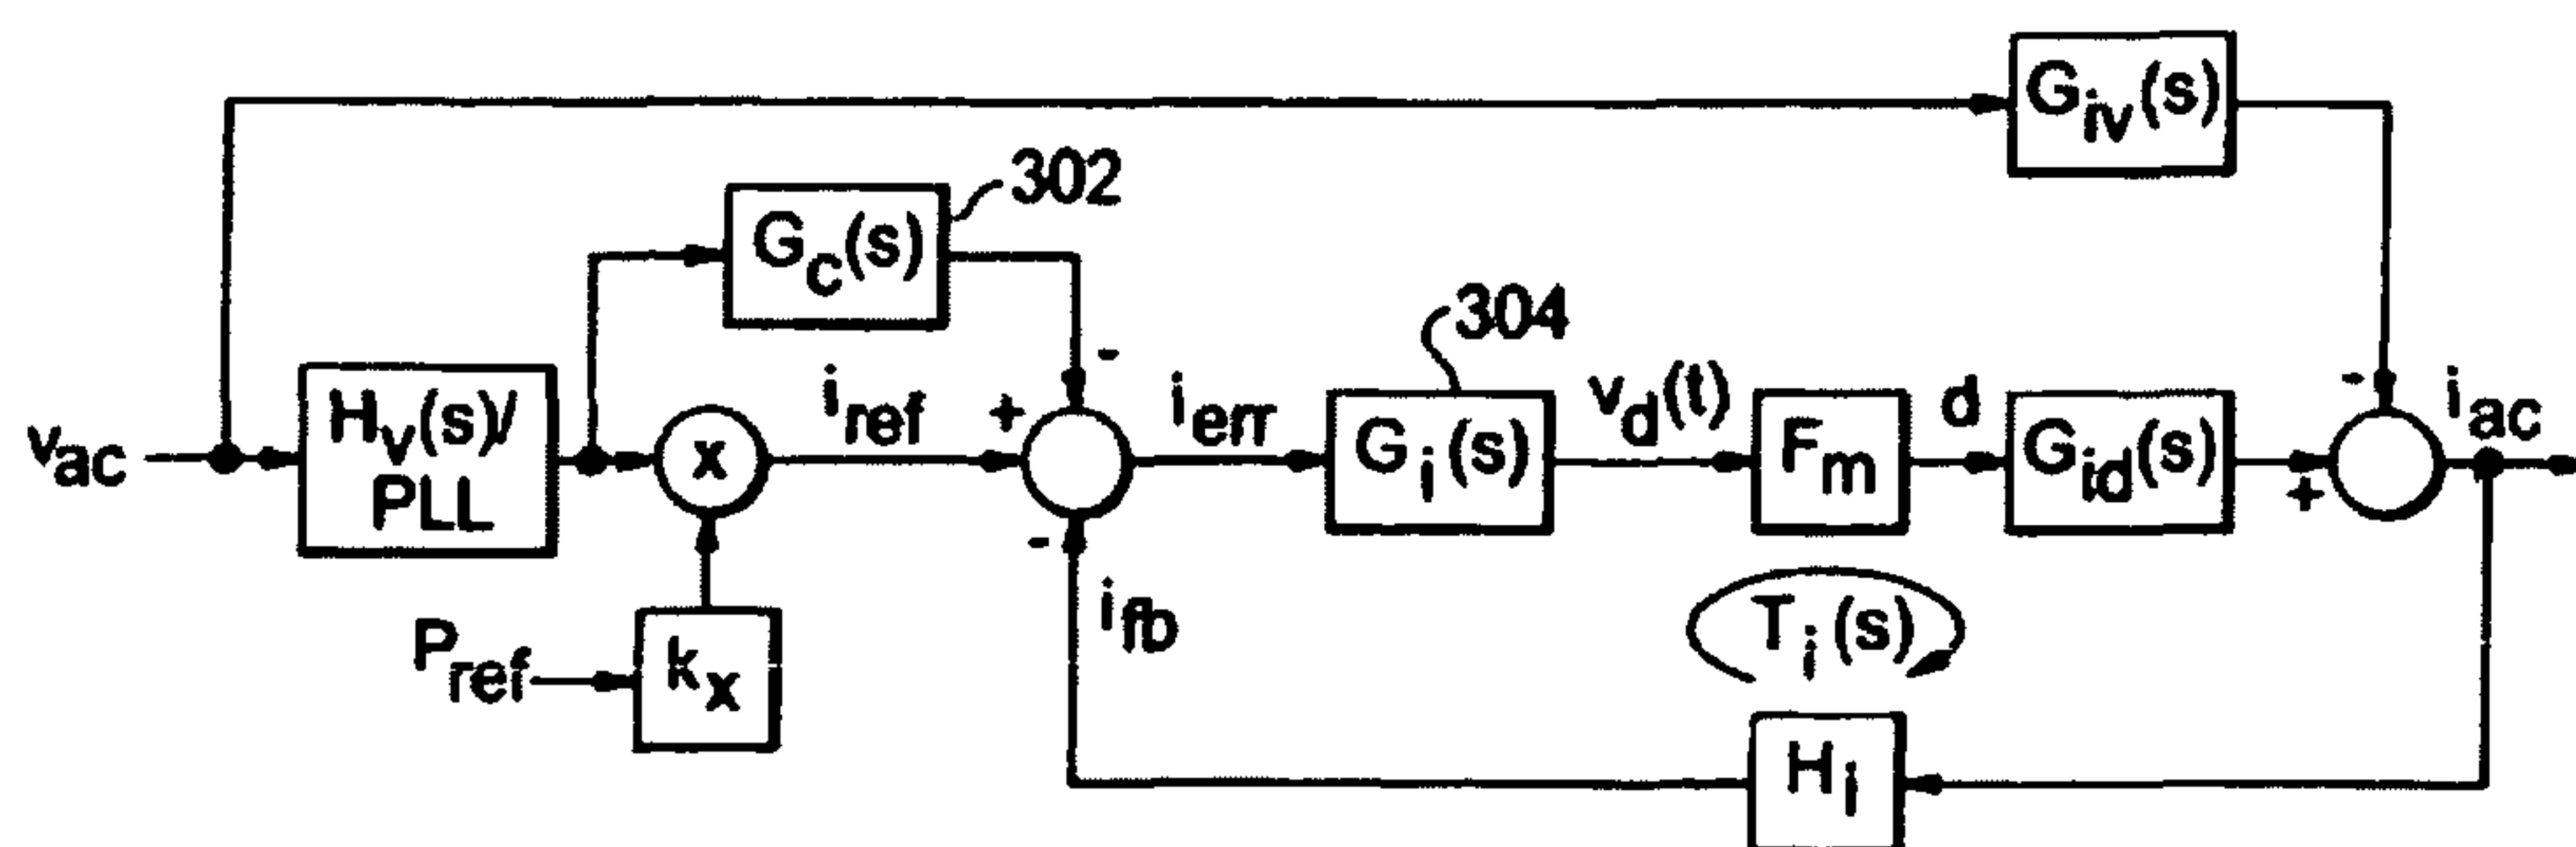 G_iv(s)
302
G_c(s)
304
v_ac
H_v(s)/
PLL
x
i_ref
+
-
i_err
G_i(s)
v_d(t)
F_m
d
G_id(s)
-
+
i_ac
-
i_fb
P_ref
k_x
T_i(s)
H_i